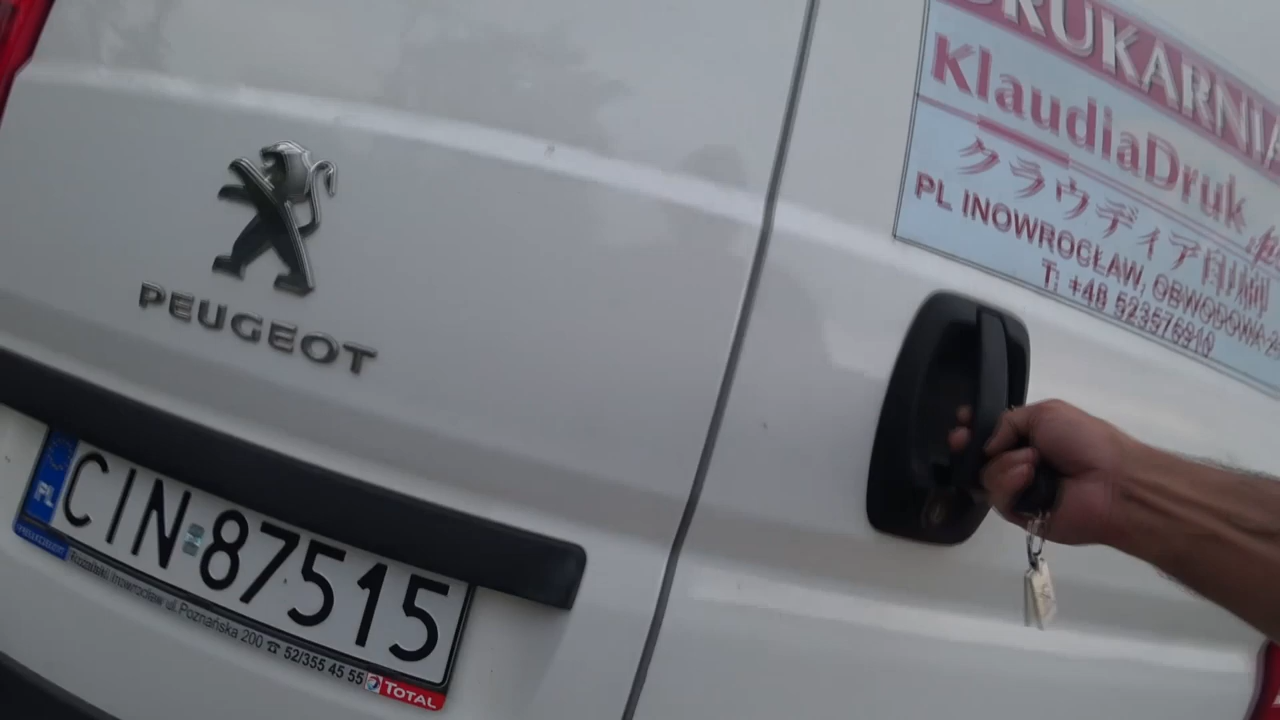 PEUGEOT
PL
CIN 87515
Inowrocław ul. Poznańska 200 ☎ 52/355 45 55 TOTAL
DRUKARNIA
KlaudiaDruk
クラウディア印刷
PL INOWROCŁAW, OBWODOWA
T: +48 523576910